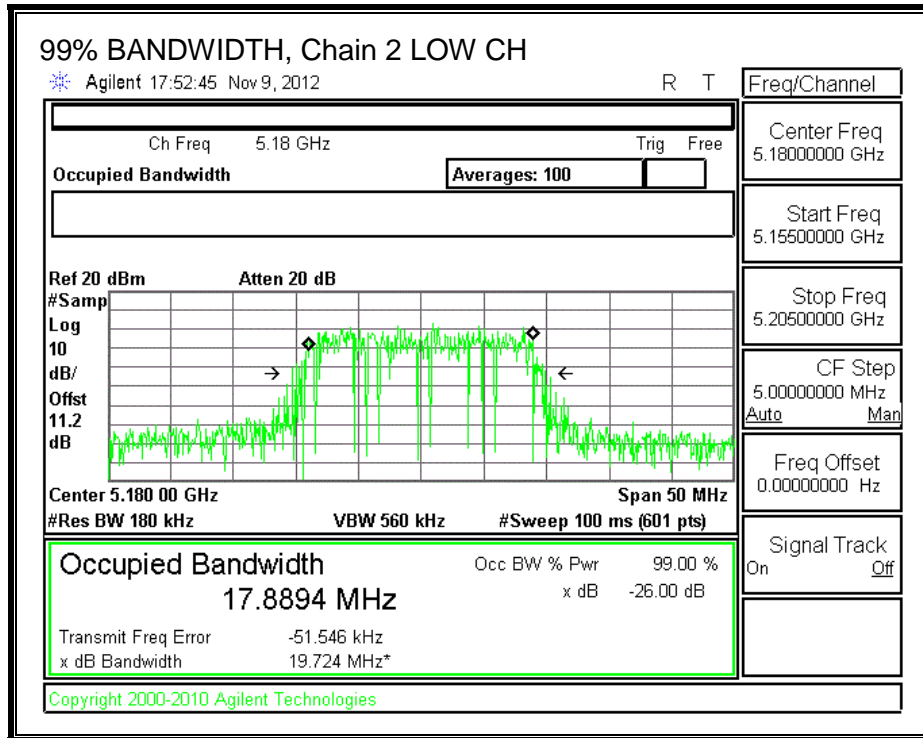 99% BANDWIDTH, Chain 2 LOW CH
Agilent 17:52:45 Nov 9, 2012 R T
Ch Freq 5.18 GHz Trig Free
Occupied Bandwidth Averages: 100
Ref 20 dBm Atten 20 dB
#Samp
Log
10
dB/
Offst
11.2
dB
Center 5.180 00 GHz Span 50 MHz
#Res BW 180 kHz VBW 560 kHz #Sweep 100 ms (601 pts)
Occupied Bandwidth Occ BW % Pwr 99.00 %
17.8894 MHz x dB -26.00 dB
Transmit Freq Error -51.546 kHz
x dB Bandwidth 19.724 MHz*
Copyright 2000-2010 Agilent Technologies
Freq/Channel
Center Freq
5.18000000 GHz
Start Freq
5.15500000 GHz
Stop Freq
5.20500000 GHz
CF Step
5.00000000 MHz
Auto Man
Freq Offset
0.00000000 Hz
Signal Track
On Off